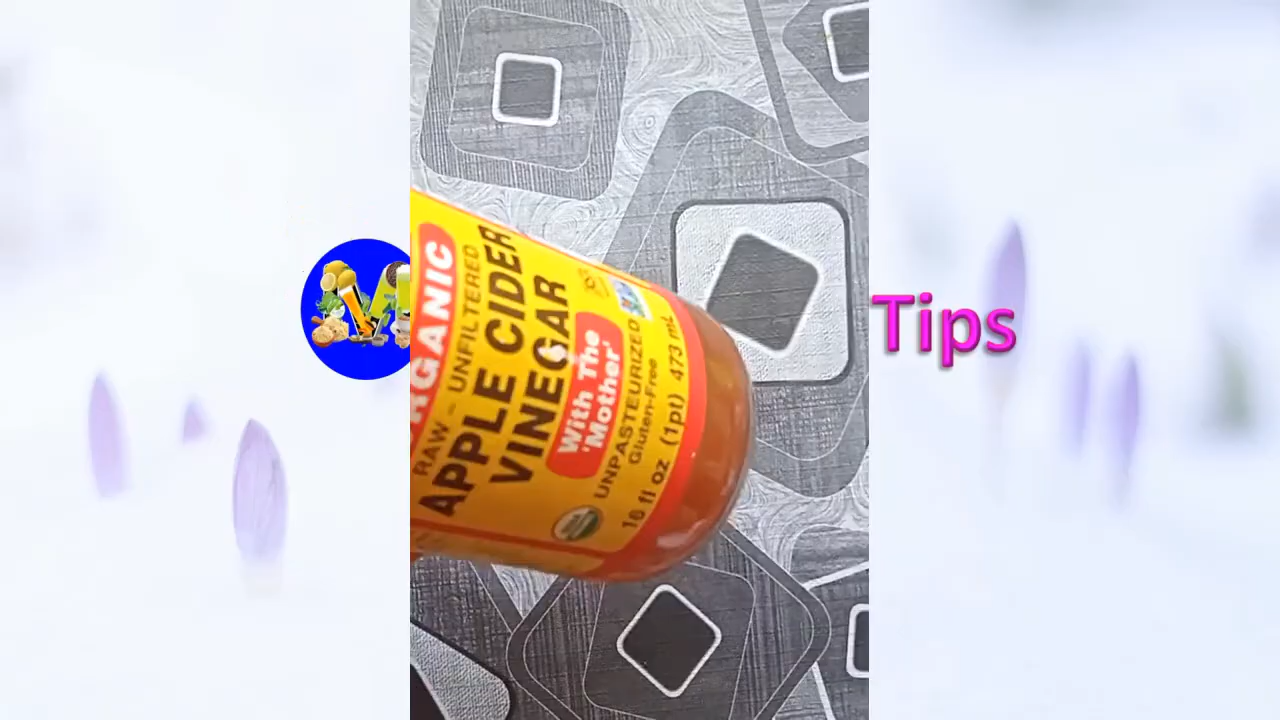 ORGANIC
RAW - UNFILTERED
APPLE CIDER
VINEGAR
With The
'Mother'
UNPASTEURIZED
Gluten-Free
16 fl oz (1pt) 473 mL
Tips